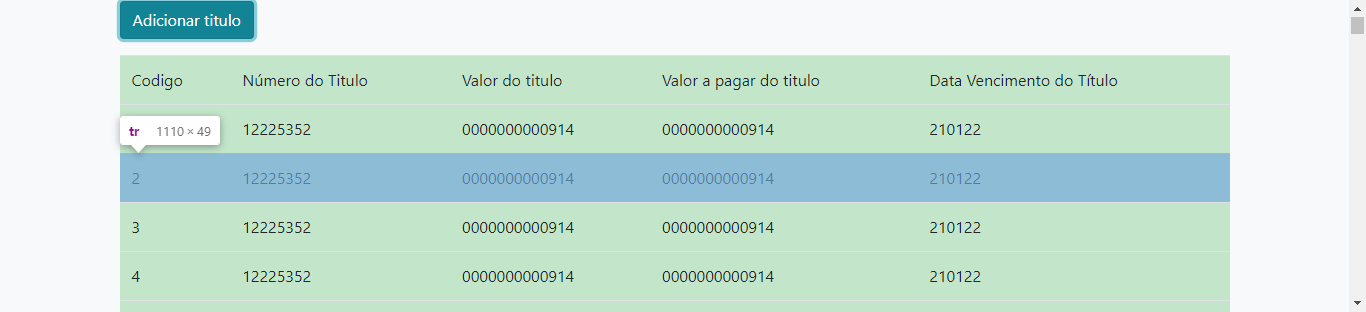 Adicionar titulo
Codigo Número do Titulo Valor do titulo Valor a pagar do titulo Data Vencimento do Título
tr 1110 × 49
12225352 0000000000914 0000000000914 210122
2 12225352 0000000000914 0000000000914 210122
3 12225352 0000000000914 0000000000914 210122
4 12225352 0000000000914 0000000000914 210122